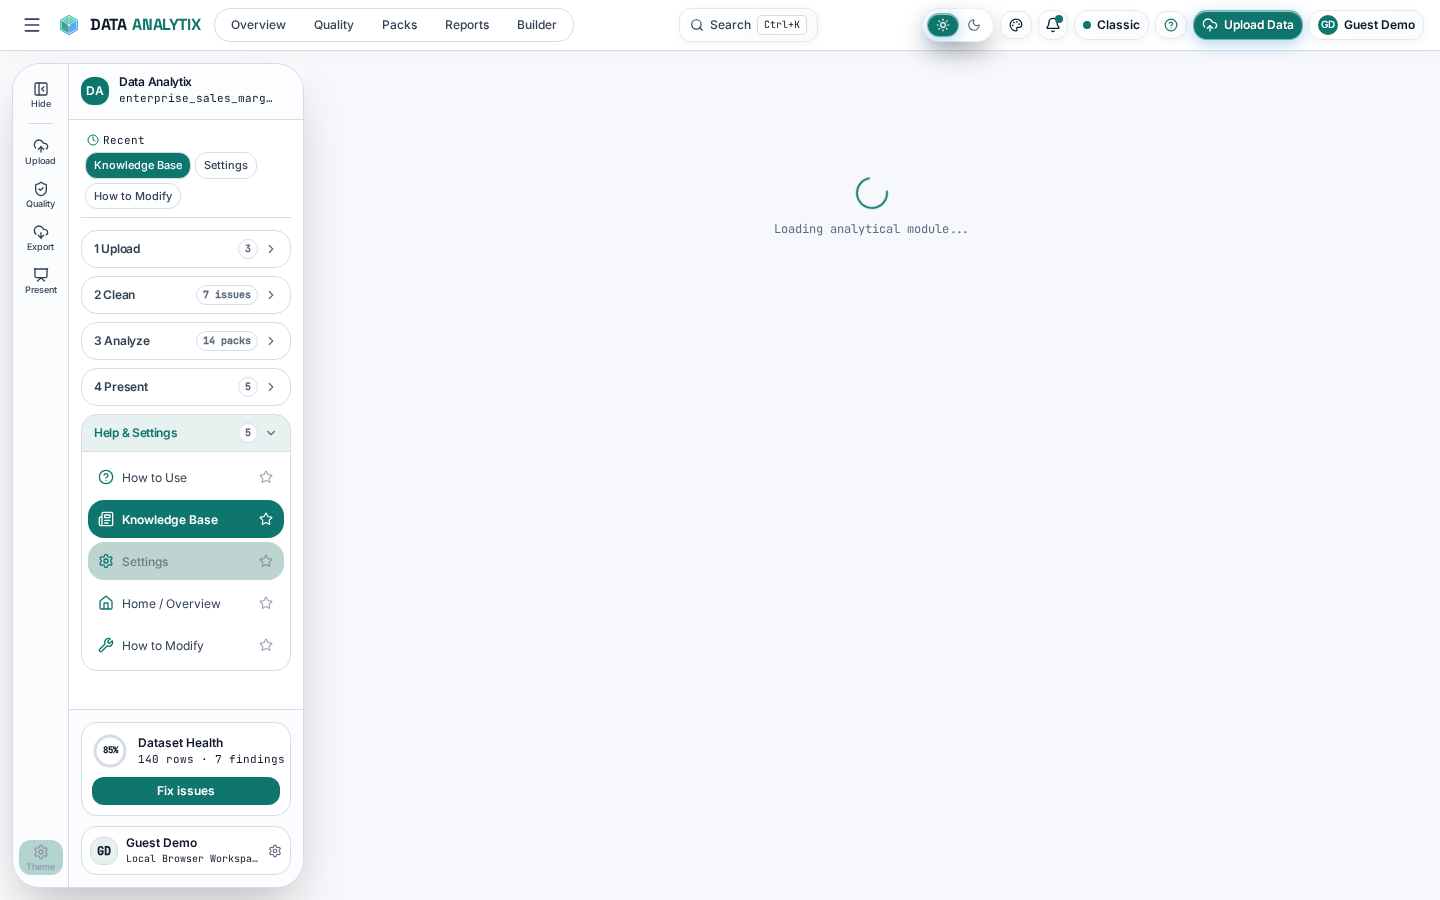 DATA ANALYTIX
Overview
Quality
Packs
Reports
Builder
Search
Ctrl+K
Classic
Upload Data
GD
Guest Demo
Hide
Upload
Quality
Export
Present
Theme
DA
Data Analytix
enterprise_sales_marg…
Recent
Knowledge Base
Settings
How to Modify
1 Upload
3
2 Clean
7 issues
3 Analyze
14 packs
4 Present
5
Help & Settings
5
How to Use
Knowledge Base
Settings
Home / Overview
How to Modify
85%
Dataset Health
140 rows · 7 findings
Fix issues
GD
Guest Demo
Local Browser Workspa…
Loading analytical module...